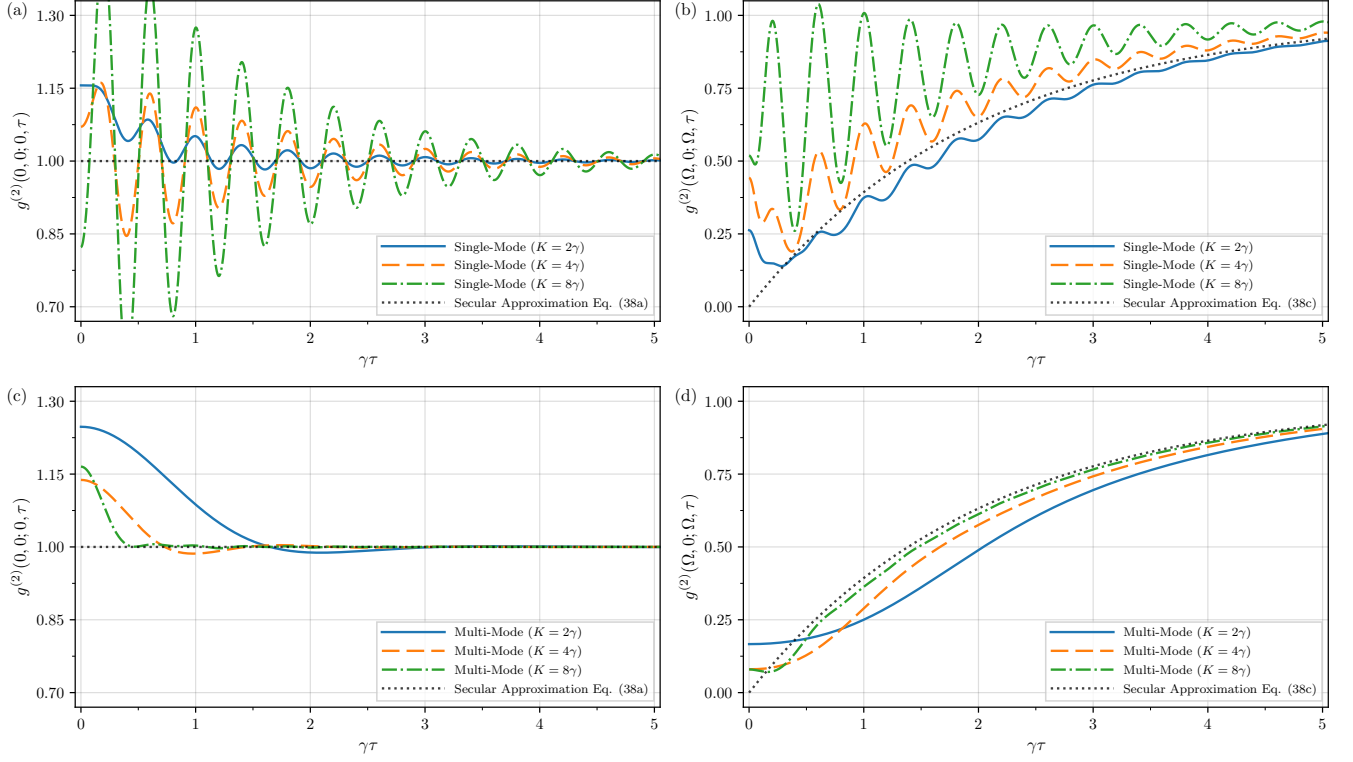 (a)
1.30
1.15
1.00
0.85
0.70
g^{(2)}(0, 0; 0, τ)
0 1 2 3 4 5
γτ
Single-Mode (K = 2γ)
Single-Mode (K = 4γ)
Single-Mode (K = 8γ)
Secular Approximation Eq. (38a)
(b)
1.00
0.75
0.50
0.25
0.00
g^{(2)}(Ω, 0; Ω, τ)
0 1 2 3 4 5
γτ
Single-Mode (K = 2γ)
Single-Mode (K = 4γ)
Single-Mode (K = 8γ)
Secular Approximation Eq. (38c)
(c)
1.30
1.15
1.00
0.85
0.70
g^{(2)}(0, 0; 0, τ)
0 1 2 3 4 5
γτ
Multi-Mode (K = 2γ)
Multi-Mode (K = 4γ)
Multi-Mode (K = 8γ)
Secular Approximation Eq. (38a)
(d)
1.00
0.75
0.50
0.25
0.00
g^{(2)}(Ω, 0; Ω, τ)
0 1 2 3 4 5
γτ
Multi-Mode (K = 2γ)
Multi-Mode (K = 4γ)
Multi-Mode (K = 8γ)
Secular Approximation Eq. (38c)